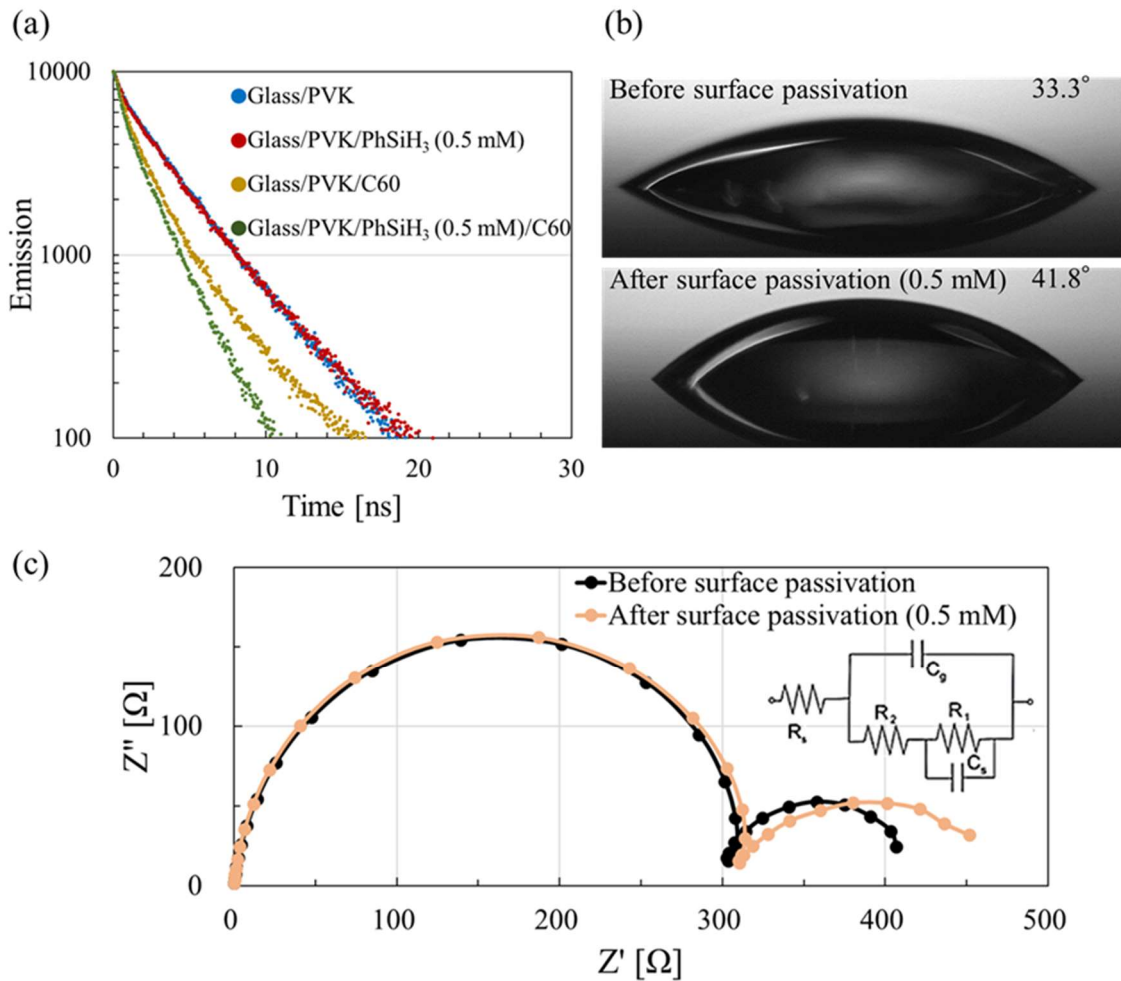 (a)
10000
1000
100
Emission
Glass/PVK
Glass/PVK/PhSiH₃ (0.5 mM)
Glass/PVK/C60
Glass/PVK/PhSiH₃ (0.5 mM)/C60
0 10 20 30
Time [ns]
(b)
Before surface passivation 33.3°
After surface passivation (0.5 mM) 41.8°
(c)
200
100
0
Z'' [Ω]
Before surface passivation
After surface passivation (0.5 mM)
C_g
R_s
R₂ R₁
C_s
0 100 200 300 400 500
Z' [Ω]